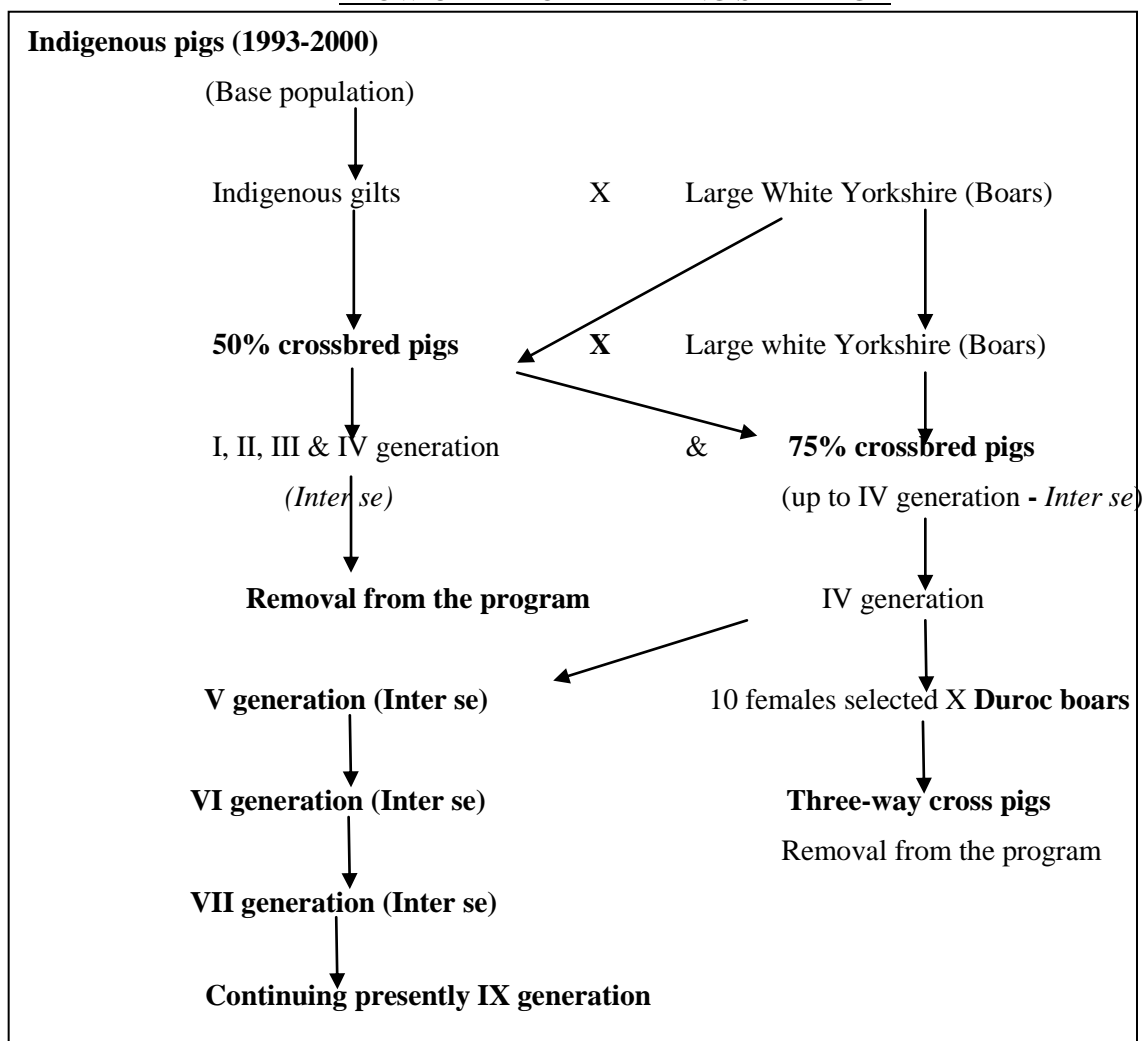 Indigenous pigs (1993-2000)
(Base population)
Indigenous gilts X Large White Yorkshire (Boars)
50% crossbred pigs X Large white Yorkshire (Boars)
I, II, III & IV generation & 75% crossbred pigs
(Inter se) (up to IV generation - Inter se)
Removal from the program IV generation
V generation (Inter se) 10 females selected X Duroc boars
VI generation (Inter se) Three-way cross pigs
Removal from the program
VII generation (Inter se)
Continuing presently IX generation